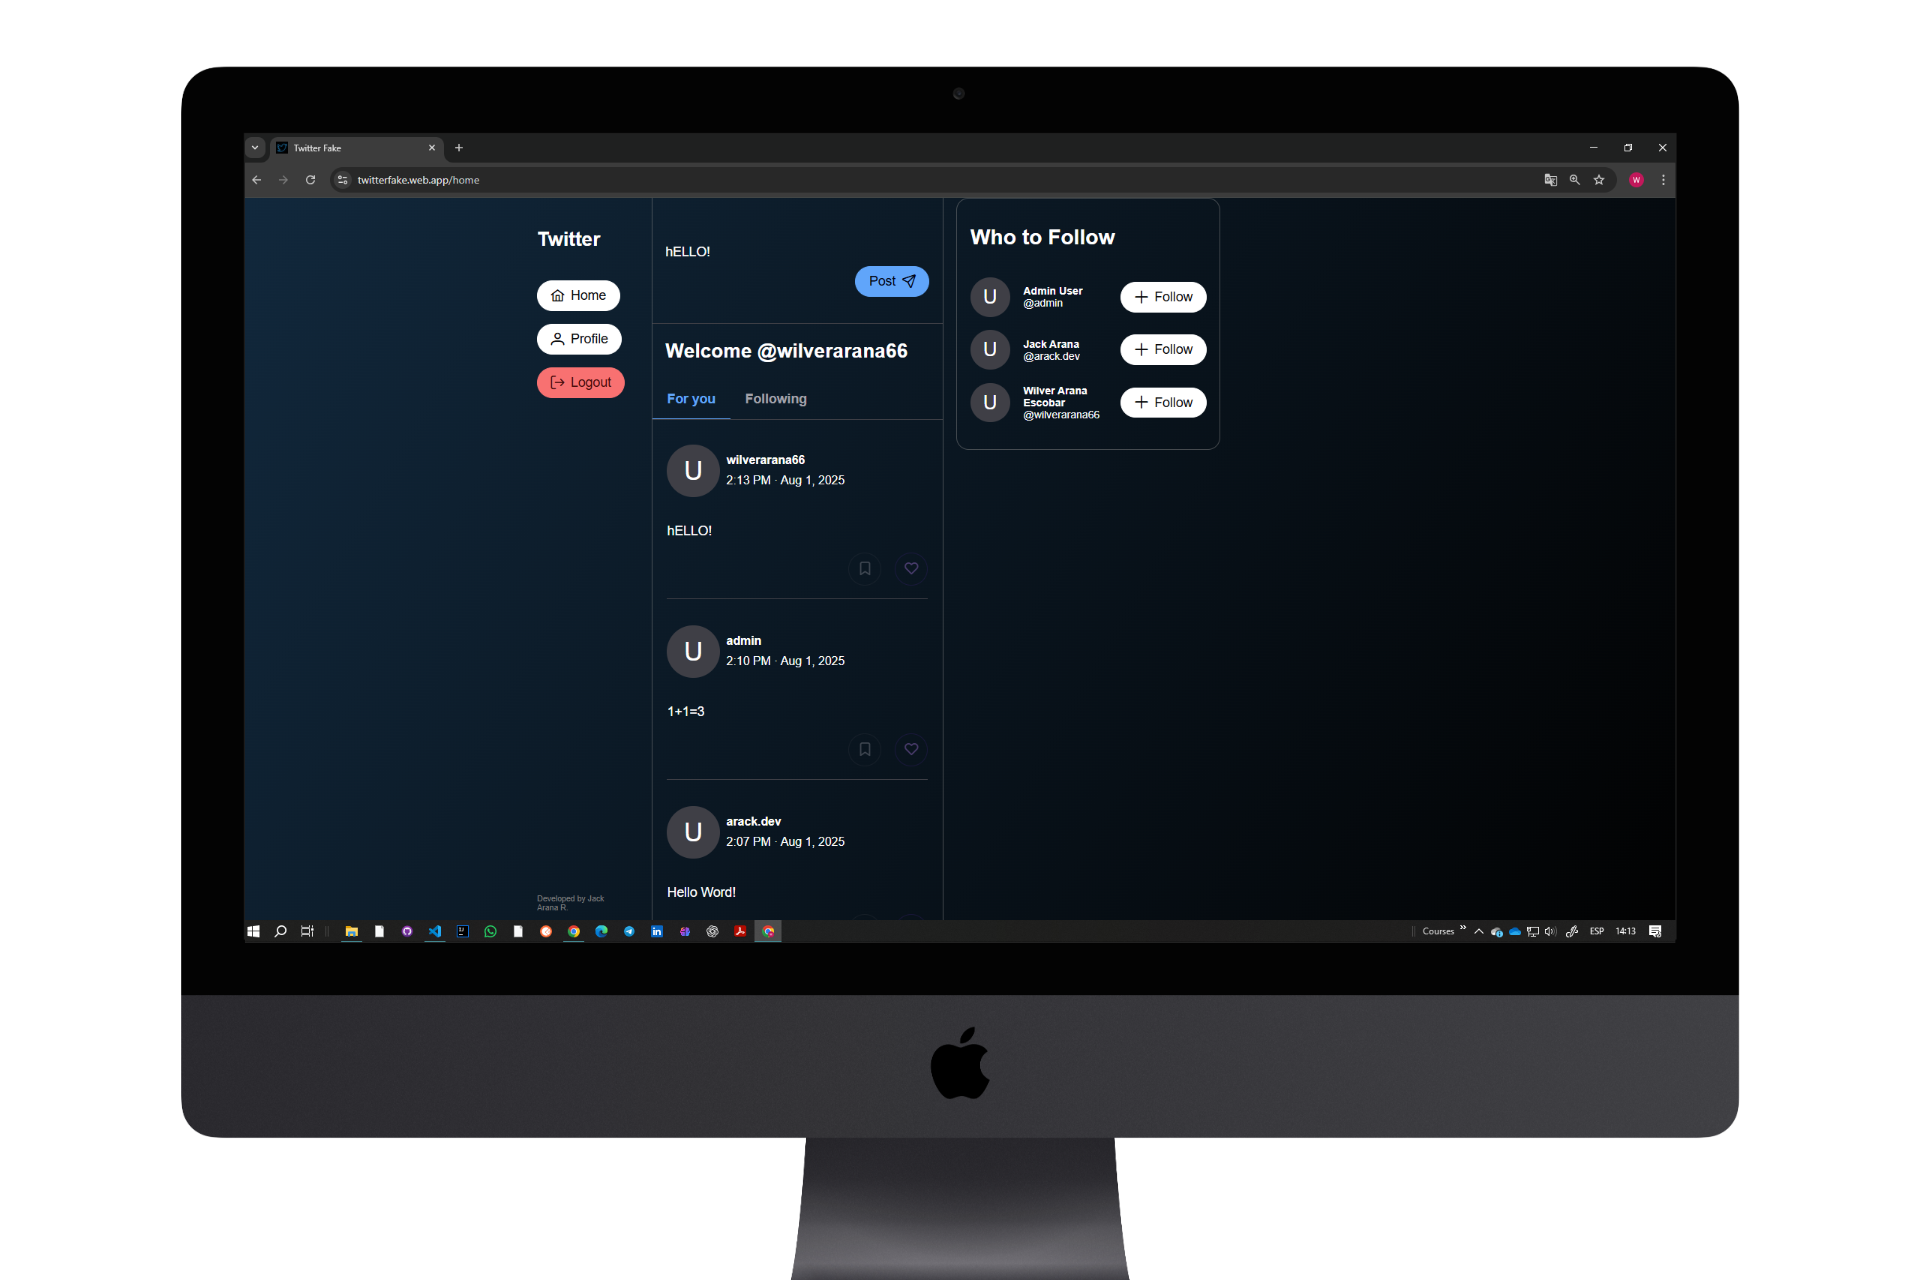 Twitter Fake
twitterfake.web.app/home
W
Twitter
Home
Profile
Logout
Developed by Jack
Arana R.
hELLO!
Post
Welcome @wilverarana66
For you Following
U
wilverarana66
2:13 PM · Aug 1, 2025
hELLO!
U
admin
2:10 PM · Aug 1, 2025
1+1=3
U
arack.dev
2:07 PM · Aug 1, 2025
Hello Word!
Who to Follow
U
Admin User
@admin
Follow
U
Jack Arana
@arack.dev
Follow
U
Wilver Arana
Escobar
@wilverarana66
Follow
Courses
ESP
14:13